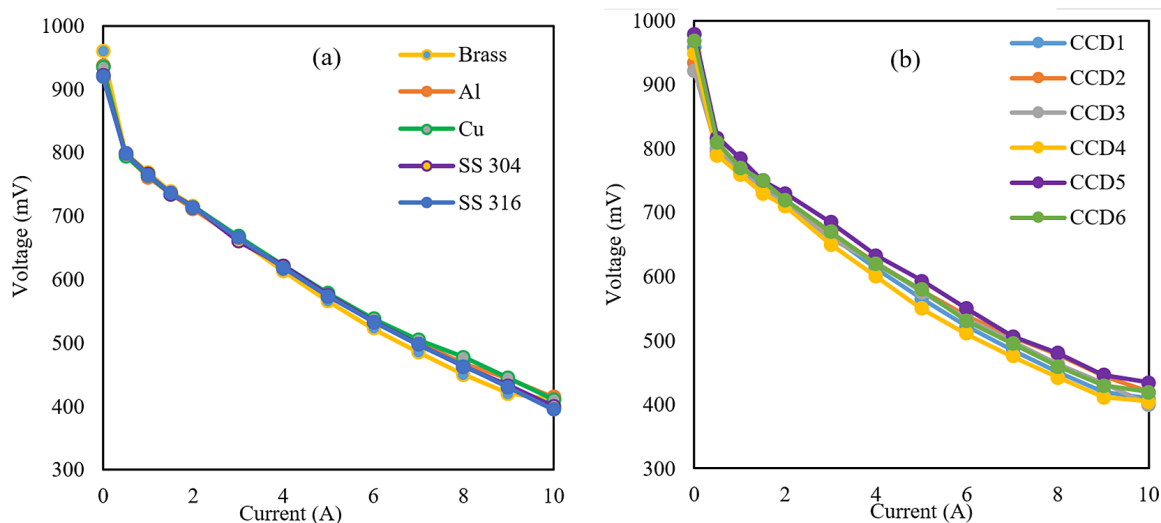 (a)
Voltage (mV)
1000
900
800
700
600
500
400
300
0
2
4
6
8
10
Current (A)
Brass
Al
Cu
SS 304
SS 316
(b)
Voltage (mV)
1000
900
800
700
600
500
400
300
0
2
4
6
8
10
Current (A)
CCD1
CCD2
CCD3
CCD4
CCD5
CCD6